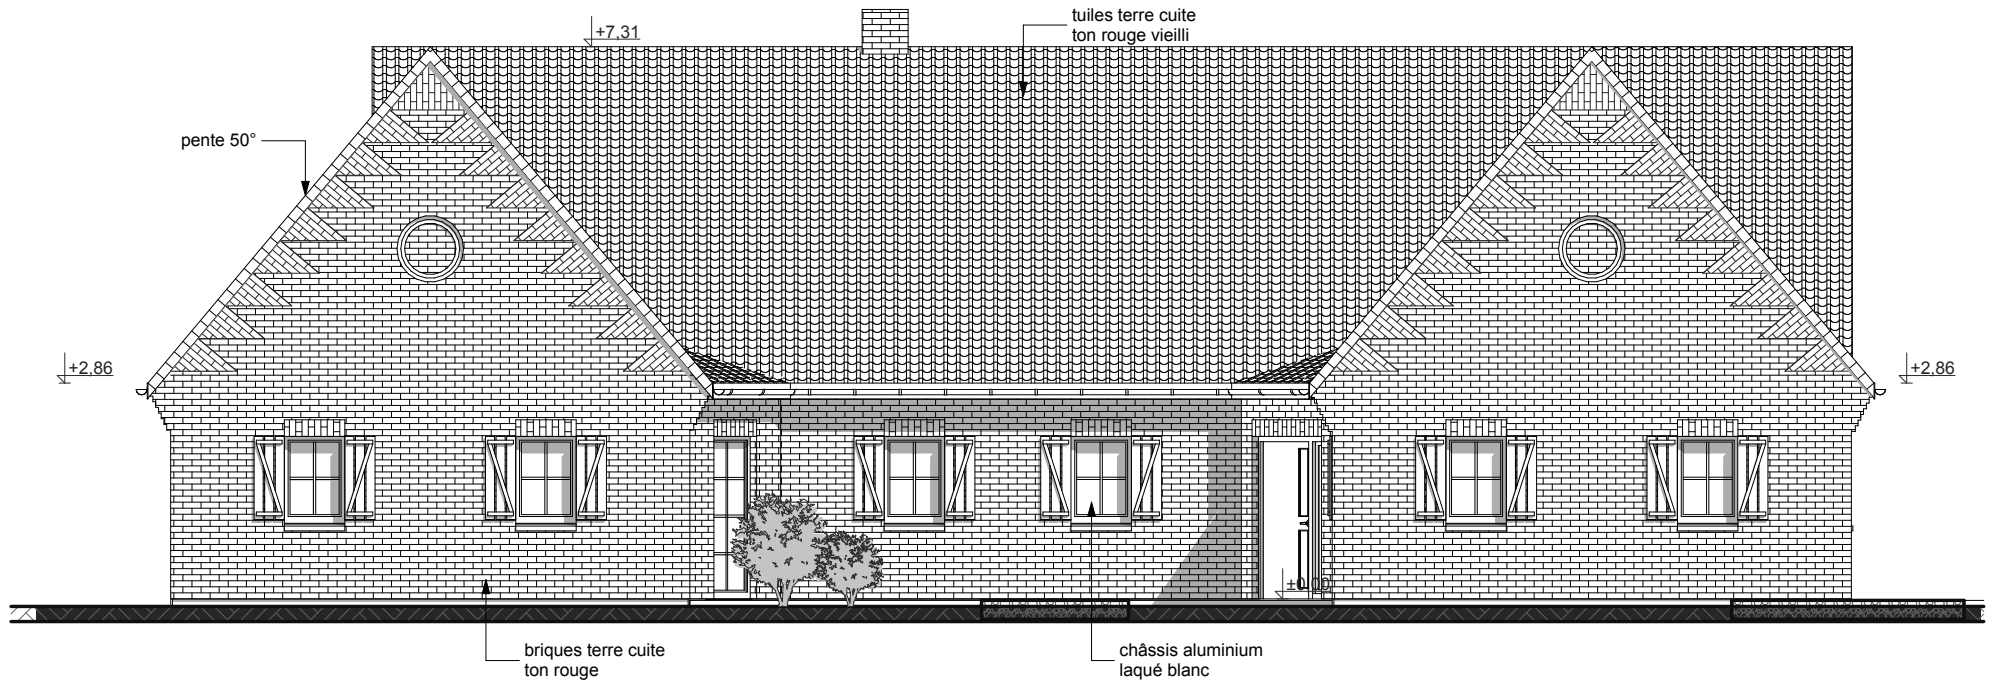 tuiles terre cuite
ton rouge vieilli
+7,31
pente 50°
+2,86
+2,86
±0,00
briques terre cuite
ton rouge
châssis aluminium
laqué blanc